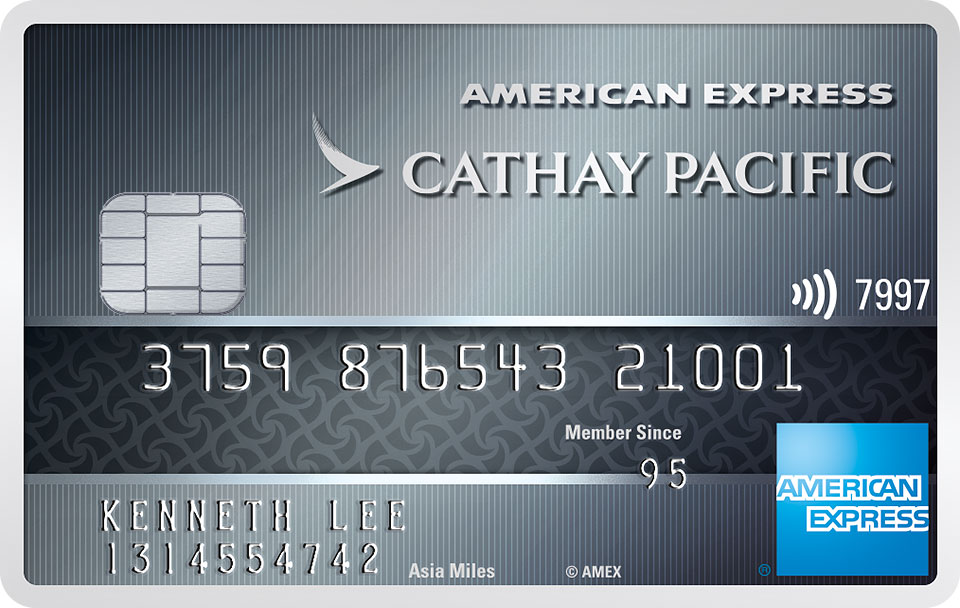 AMERICAN EXPRESS
CATHAY PACIFIC
7997
3759 876543 21001
Member Since
95
KENNETH LEE
1314554742
Asia Miles
© AMEX
®
AMERICAN
EXPRESS